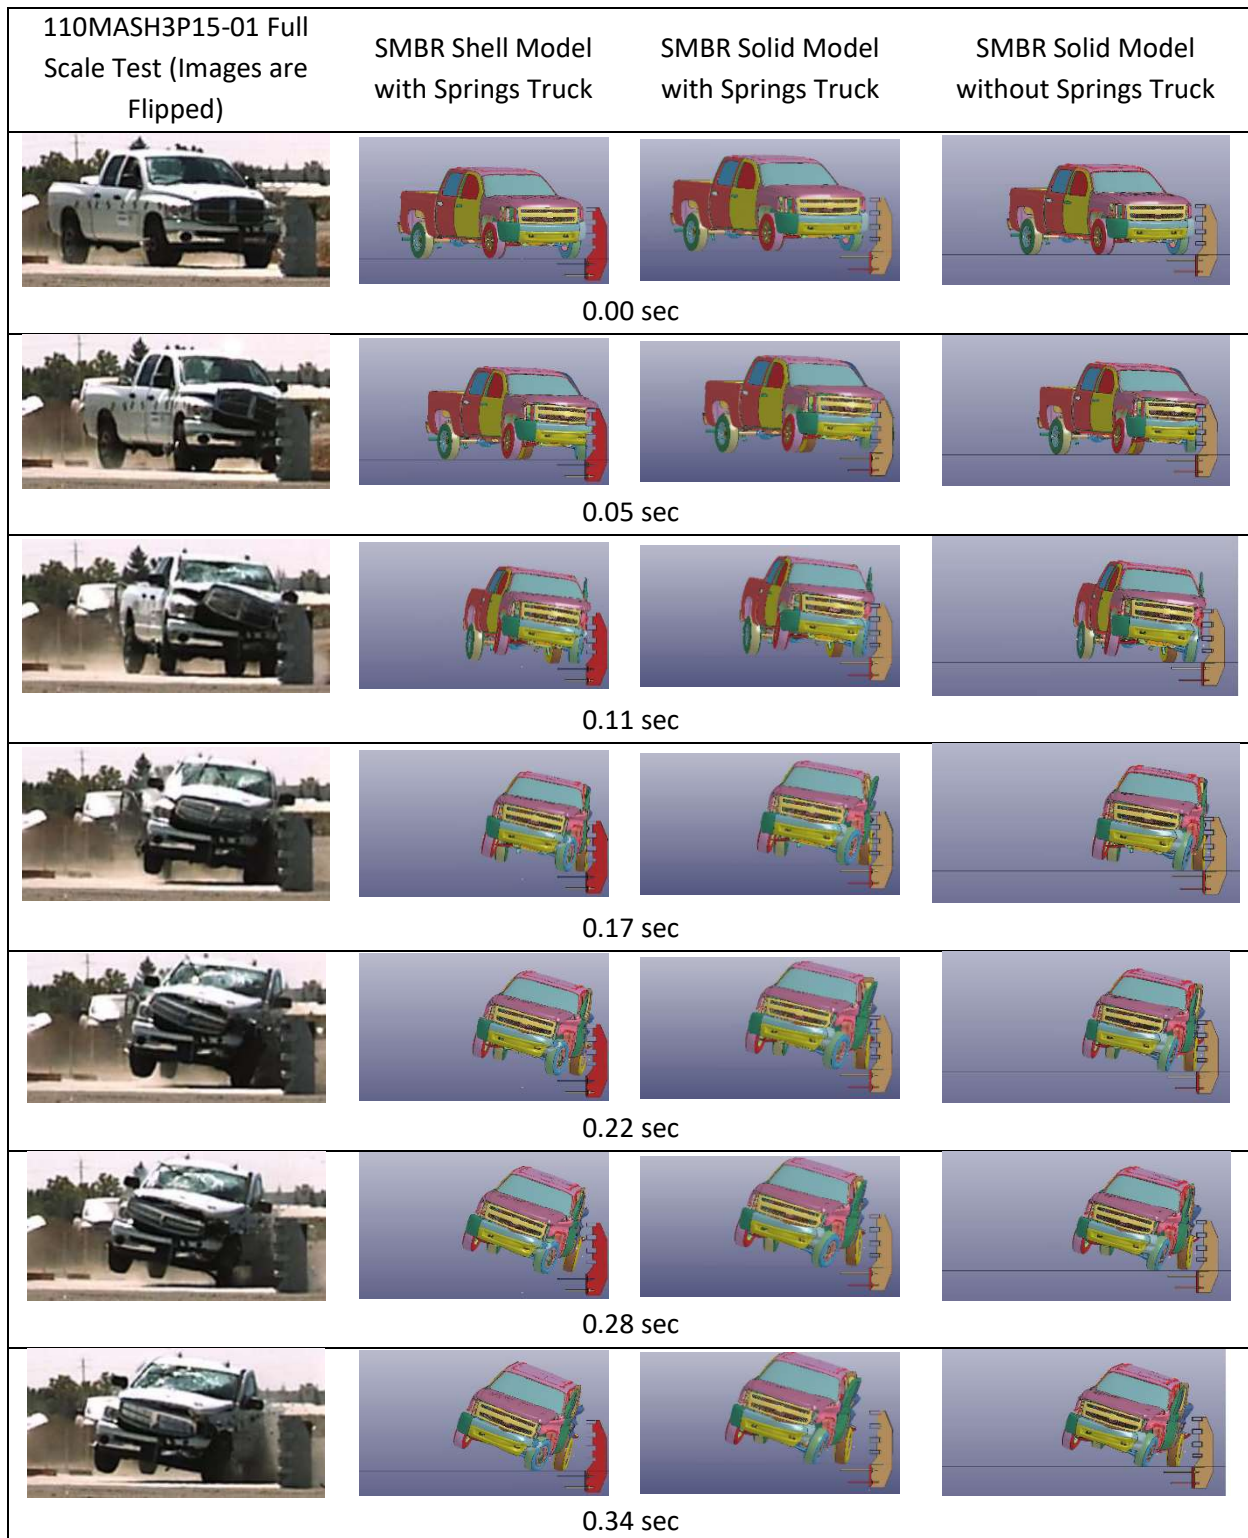 110MASH3P15-01 Full
Scale Test (Images are
Flipped)
SMBR Shell Model
with Springs Truck
SMBR Solid Model
with Springs Truck
SMBR Solid Model
without Springs Truck
0.00 sec
0.05 sec
0.11 sec
0.17 sec
0.22 sec
0.28 sec
0.34 sec